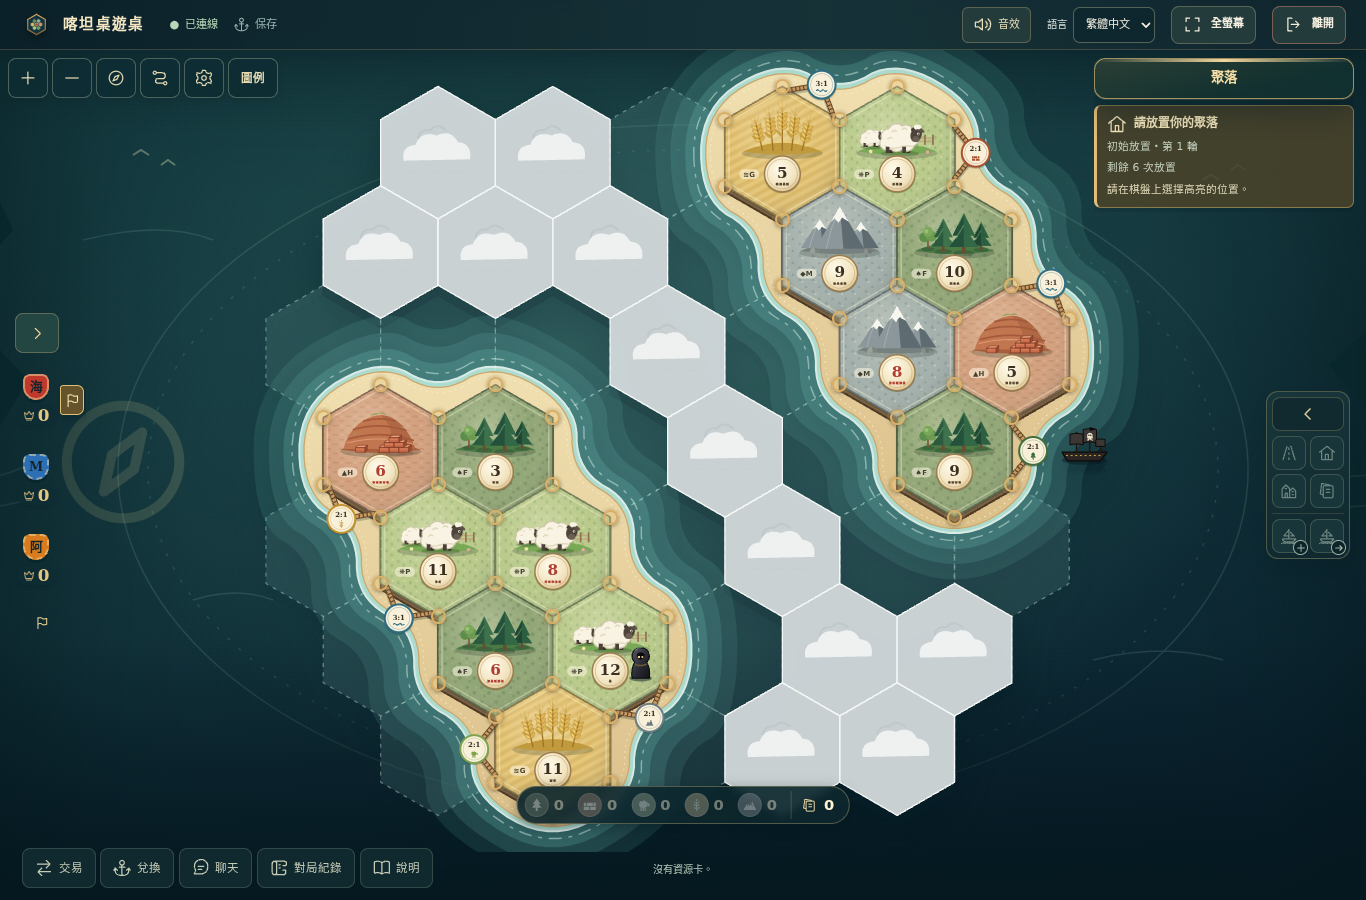 喀坦桌遊桌
已連線
保存
音效
語言
繁體中文
全螢幕
離開
圖例
聚落
請放置你的聚落
初始放置・第 1 輪
剩餘 6 次放置
請在棋盤上選擇高亮的位置。
3:1
G
5
P
4
2:1
M
9
F
10
3:1
M
8
H
5
F
9
2:1
海
0
M
0
阿
0
H
6
F
3
2:1
P
11
P
8
3:1
F
6
P
12
2:1
2:1
G
11
0
0
0
0
0
0
交易
兌換
聊天
對局紀錄
說明
沒有資源卡。